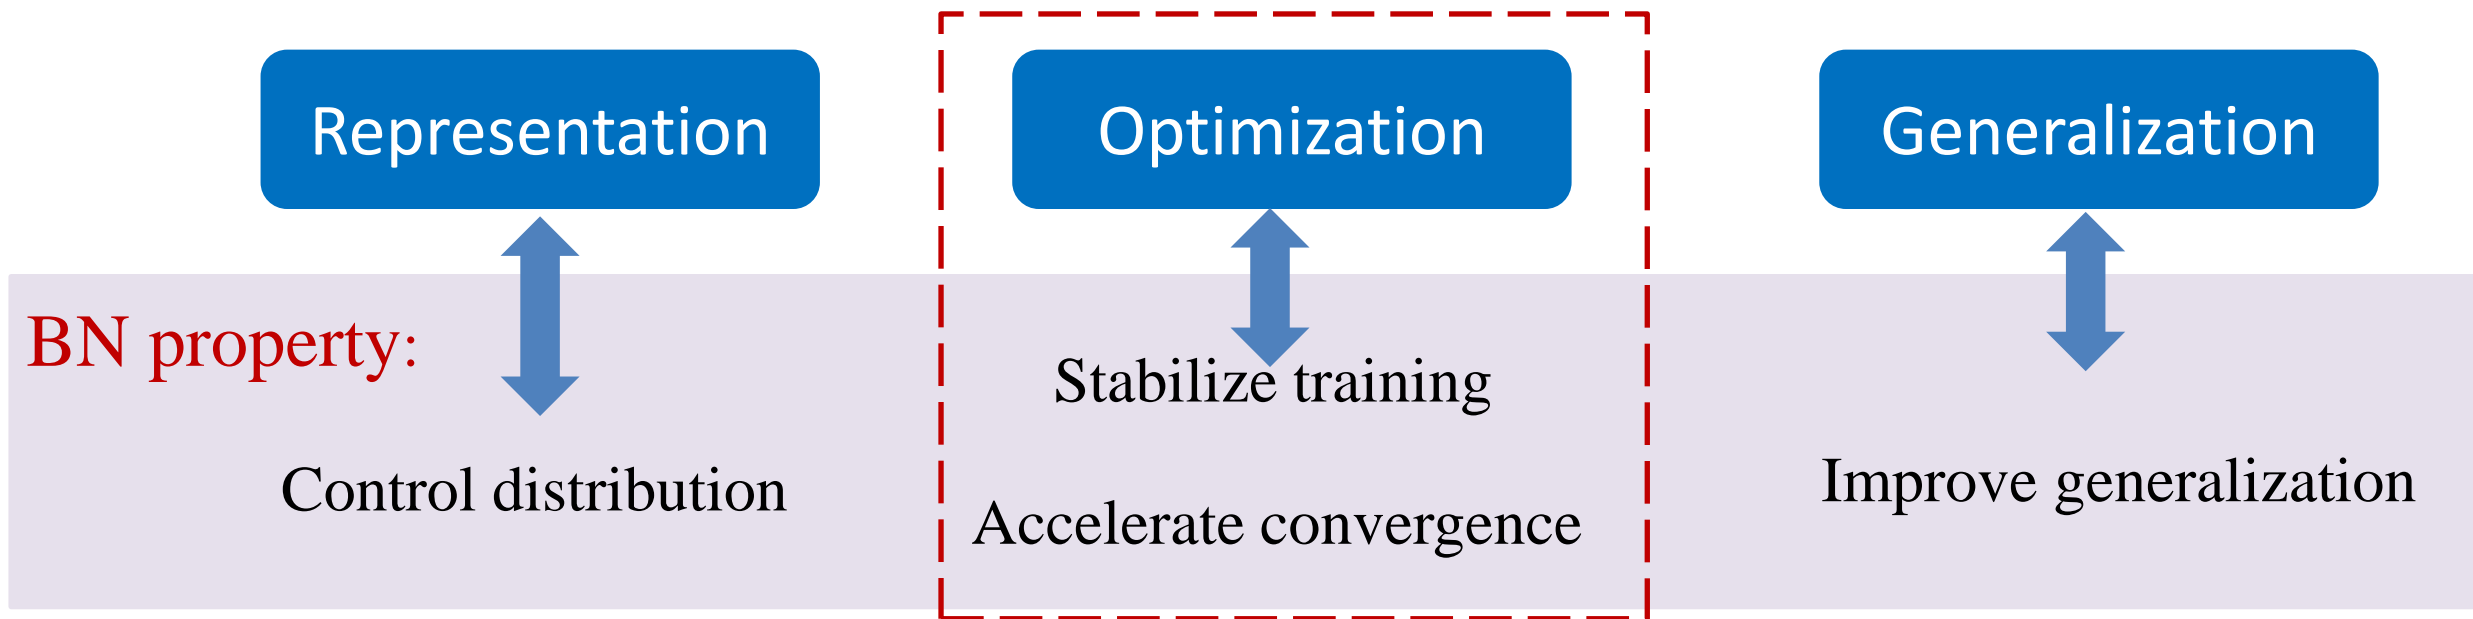 Representation
Optimization
Generalization
BN property:
Control distribution
Stabilize training
Accelerate convergence
Improve generalization